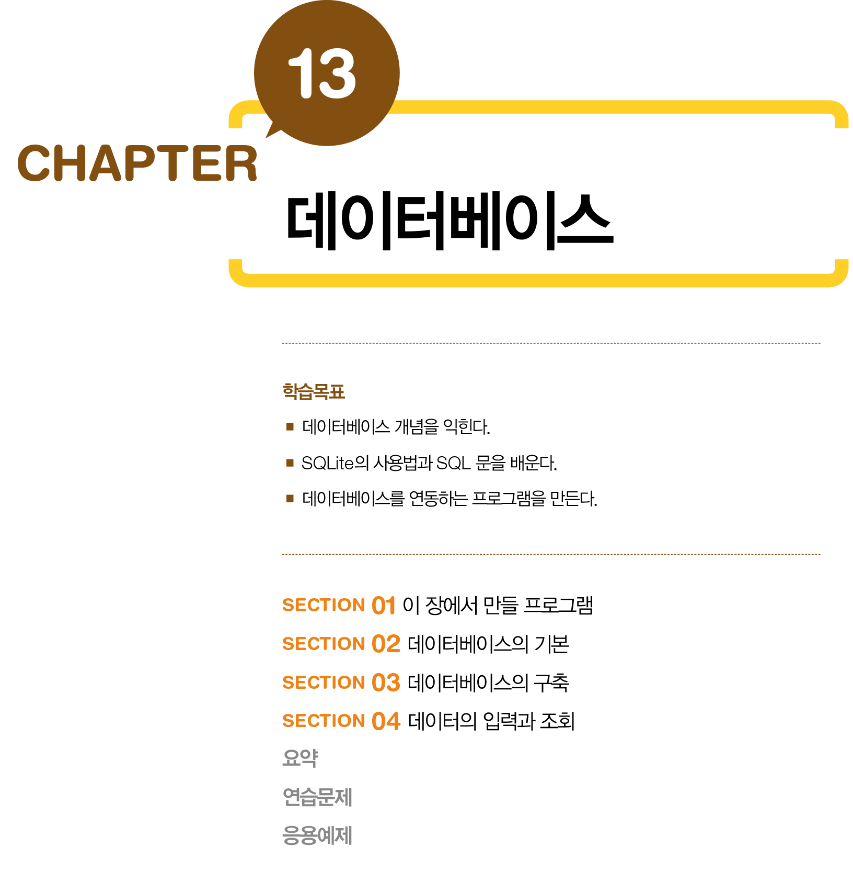 13
CHAPTER
데이터베이스
학습목표
■ 데이터베이스 개념을 익힌다.
■ SQLite의 사용법과 SQL 문을 배운다.
■ 데이터베이스를 연동하는 프로그램을 만든다.
SECTION 01 이 장에서 만들 프로그램
SECTION 02 데이터베이스의 기본
SECTION 03 데이터베이스의 구축
SECTION 04 데이터의 입력과 조회
요약
연습문제
응용예제